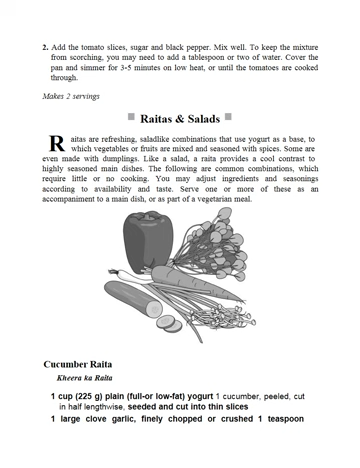 2. Add the tomato slices, sugar and black pepper. Mix well. To keep the mixture
from scorching, you may need to add a tablespoon or two of water. Cover the
pan and simmer for 3-5 minutes on low heat, or until the tomatoes are cooked
through.
Makes 2 servings
Raitas & Salads
Raitas are refreshing, saladlike combinations that use yogurt as a base, to
which vegetables or fruits are mixed and seasoned with spices. Some are
even made with dumplings. Like a salad, a raita provides a cool contrast to
highly seasoned main dishes. The following are common combinations, which
require little or no cooking. You may adjust ingredients and seasonings
according to availability and taste. Serve one or more of these as an
accompaniment to a main dish, or as part of a vegetarian meal.
Cucumber Raita
Kheera ka Raita
1 cup (225 g) plain (full-or low-fat) yogurt 1 cucumber, peeled, cut
in half lengthwise, seeded and cut into thin slices
1 large clove garlic, finely chopped or crushed 1 teaspoon